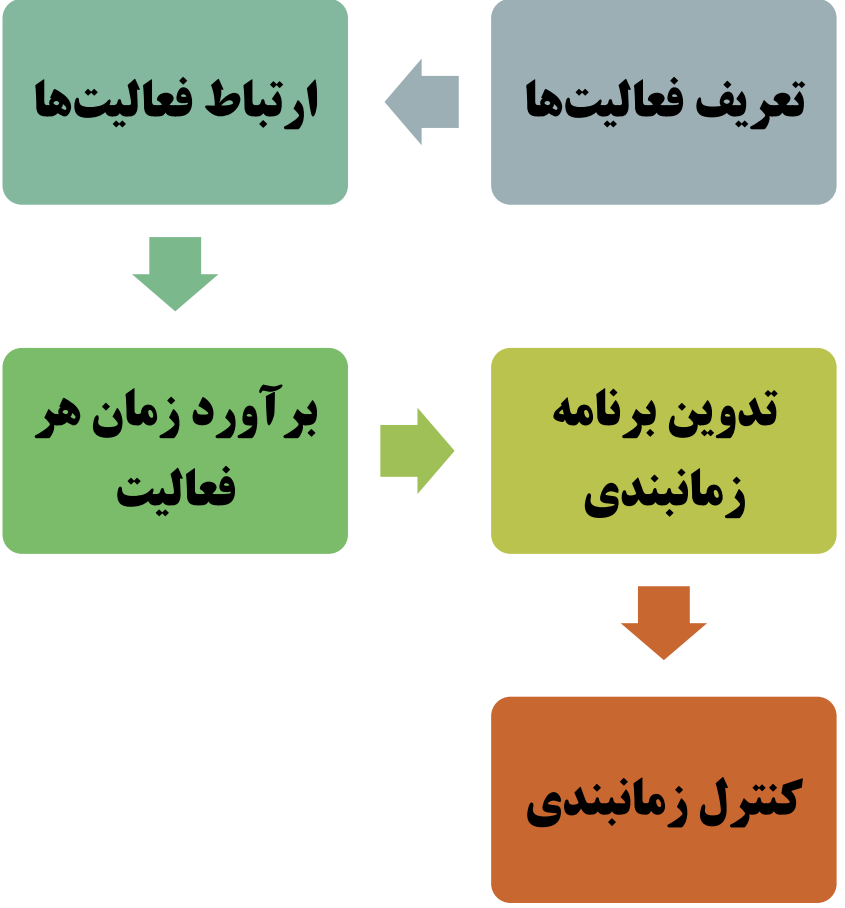 تعریف فعالیت‌ها
ارتباط فعالیت‌ها
برآورد زمان هر
فعالیت
تدوین برنامه
زمانبندی
کنترل زمانبندی